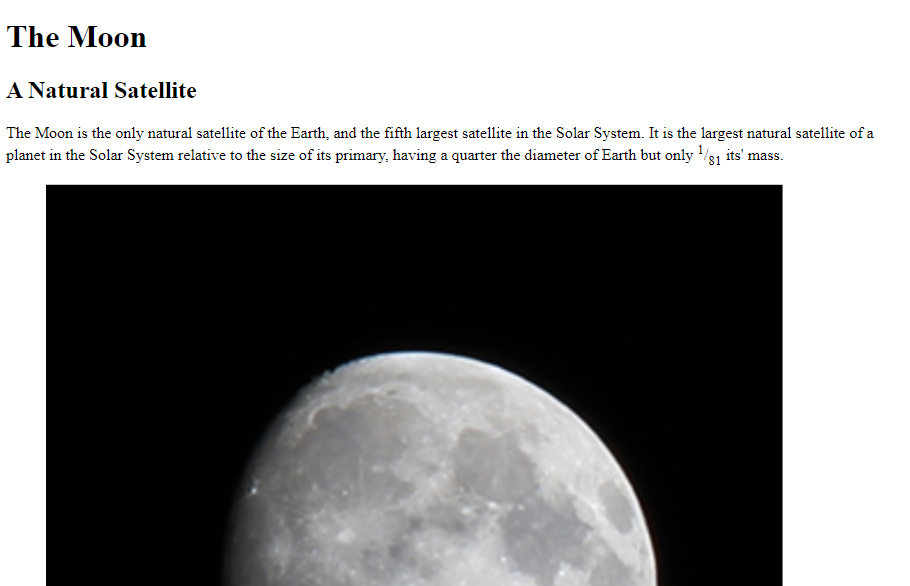 The Moon
A Natural Satellite
The Moon is the only natural satellite of the Earth, and the fifth largest satellite in the Solar System. It is the largest natural satellite of a
planet in the Solar System relative to the size of its primary, having a quarter the diameter of Earth but only 1/81 its' mass.